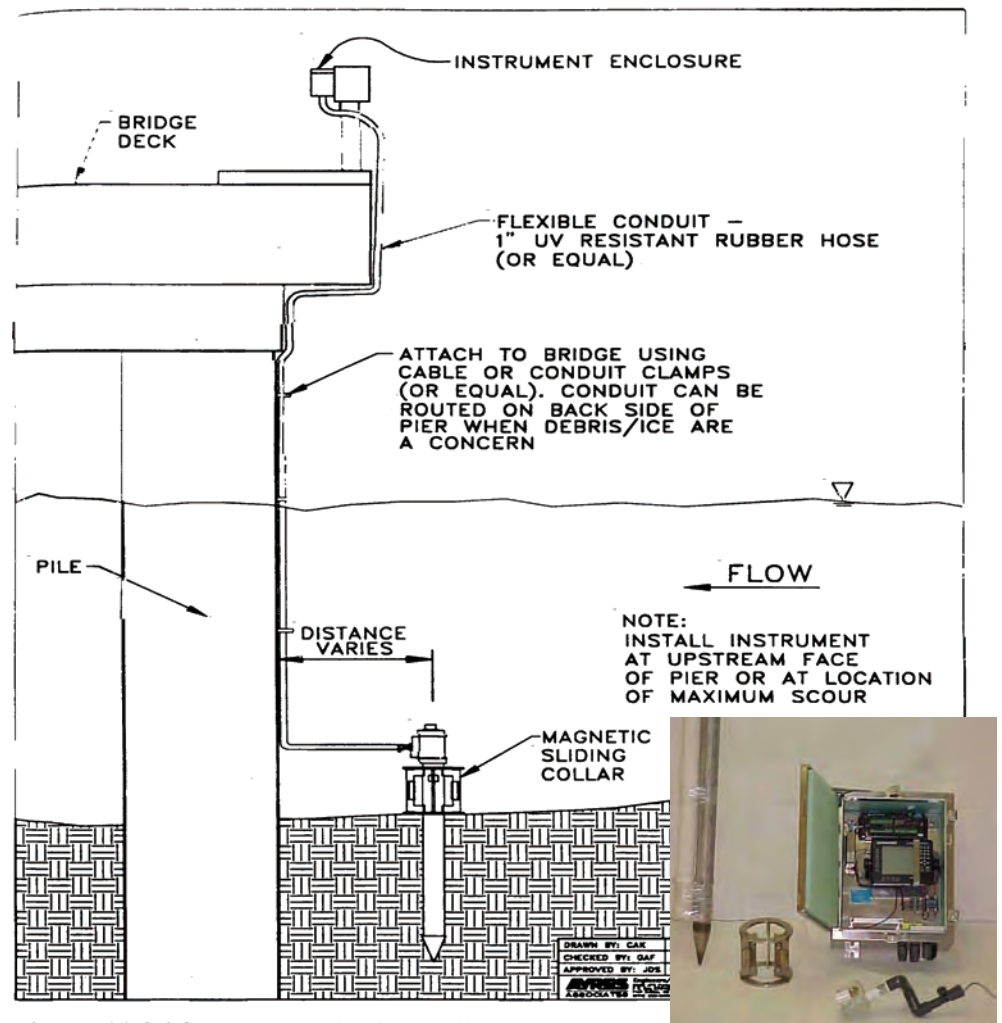 INSTRUMENT ENCLOSURE
BRIDGE
DECK
FLEXIBLE CONDUIT –
1" UV RESISTANT RUBBER HOSE
(OR EQUAL)
ATTACH TO BRIDGE USING
CABLE OR CONDUIT CLAMPS
(OR EQUAL). CONDUIT CAN BE
ROUTED ON BACK SIDE OF
PIER WHEN DEBRIS/ICE ARE
A CONCERN
PILE
FLOW
DISTANCE
VARIES
NOTE:
INSTALL INSTRUMENT
AT UPSTREAM FACE
OF PIER OR AT LOCATION
OF MAXIMUM SCOUR
MAGNETIC
SLIDING
COLLAR
DRAWN BY: CAK
CHECKED BY: GAF
APPROVED BY: JDS
AYRES
ASSOCIATES